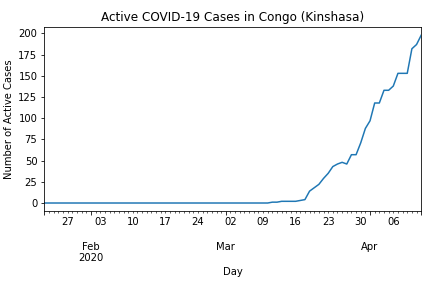 Active COVID-19 Cases in Congo (Kinshasa)
200
175
150
125
100
75
50
25
0
Number of Active Cases
27 03 10 17 24 02 09 16 23 30 06
Feb Mar Apr
2020
Day